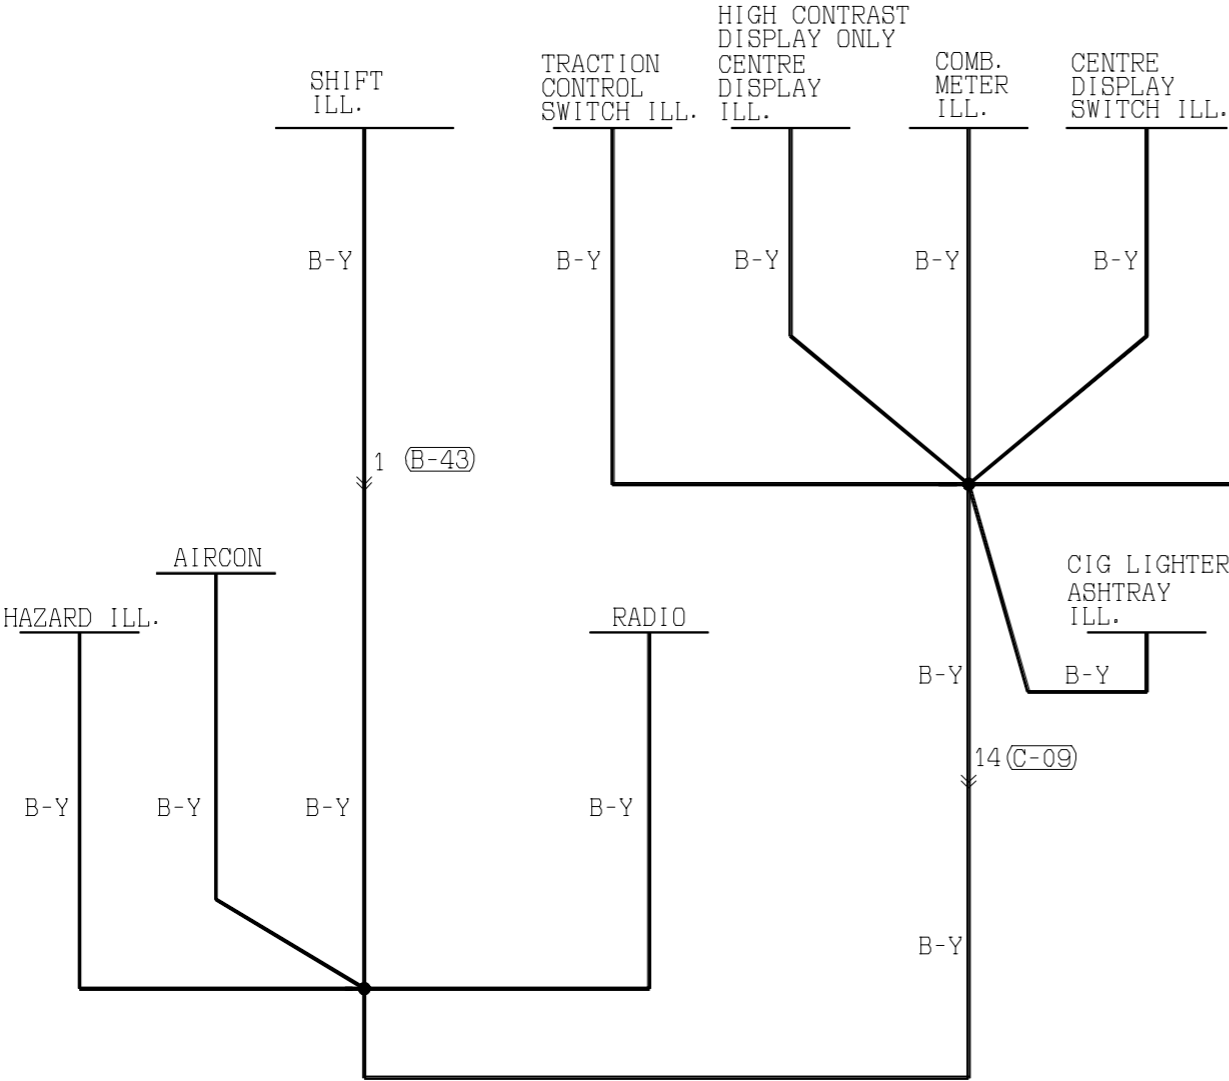 SHIFT
ILL.
TRACTION
CONTROL
SWITCH ILL.
HIGH CONTRAST
DISPLAY ONLY
CENTRE
DISPLAY
ILL.
COMB.
METER
ILL.
CENTRE
DISPLAY
SWITCH ILL.
B-Y
B-Y
B-Y
B-Y
B-Y
1 B-43
AIRCON
HAZARD ILL.
RADIO
CIG LIGHTER
ASHTRAY
ILL.
B-Y
B-Y
14 C-09
B-Y
B-Y
B-Y
B-Y
B-Y